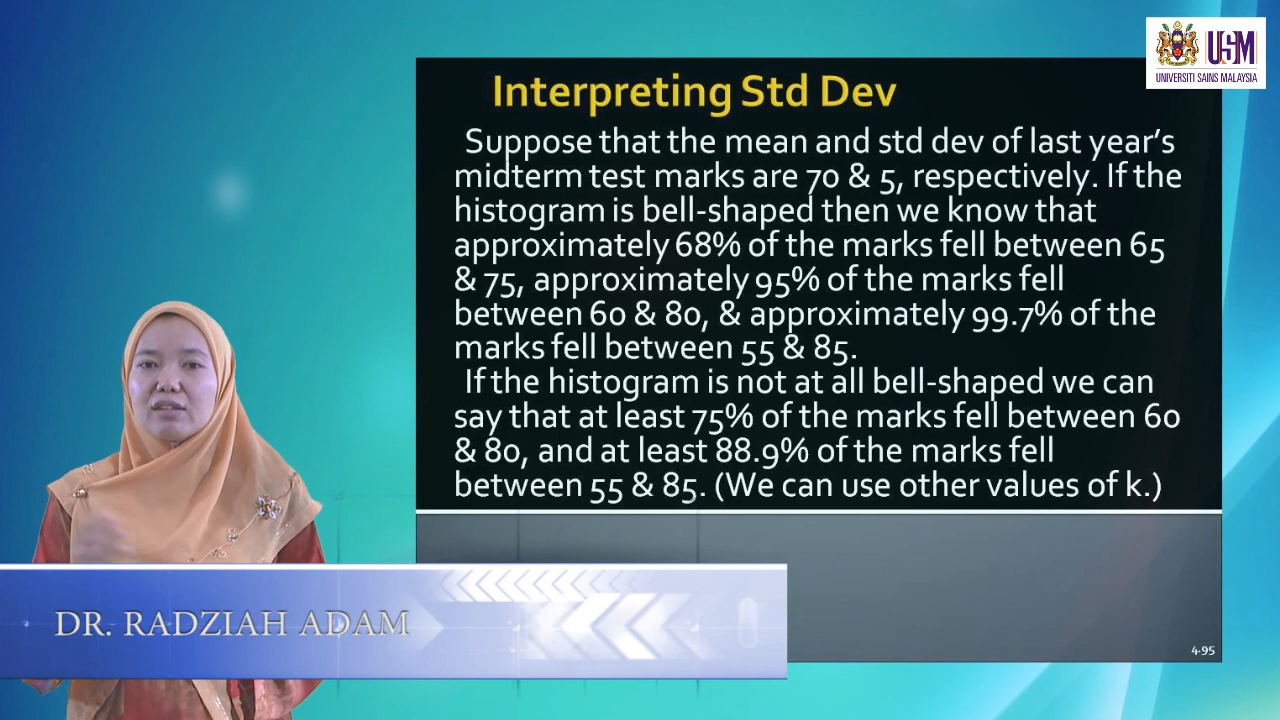 USM
UNIVERSITI SAINS MALAYSIA
Interpreting Std Dev
Suppose that the mean and std dev of last year’s
midterm test marks are 70 & 5, respectively. If the
histogram is bell-shaped then we know that
approximately 68% of the marks fell between 65
& 75, approximately 95% of the marks fell
between 60 & 80, & approximately 99.7% of the
marks fell between 55 & 85.
If the histogram is not at all bell-shaped we can
say that at least 75% of the marks fell between 60
& 80, and at least 88.9% of the marks fell
between 55 & 85. (We can use other values of k.)
DR. RADZIAH ADAM
4.95